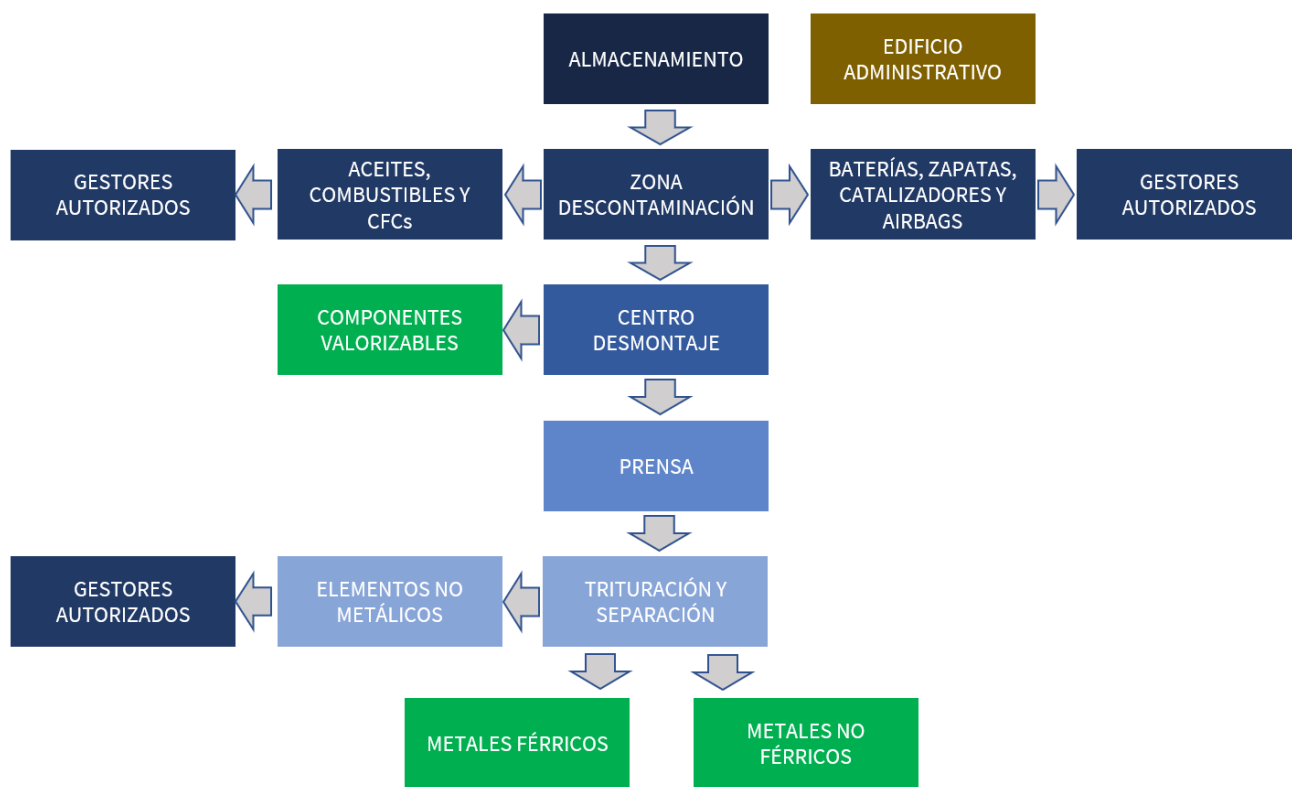 ALMACENAMIENTO
EDIFICIO
ADMINISTRATIVO
GESTORES
AUTORIZADOS
ACEITES,
COMBUSTIBLES Y
CFCs
ZONA
DESCONTAMINACIÓN
BATERÍAS, ZAPATAS,
CATALIZADORES Y
AIRBAGS
GESTORES
AUTORIZADOS
COMPONENTES
VALORIZABLES
CENTRO
DESMONTAJE
PRENSA
GESTORES
AUTORIZADOS
ELEMENTOS NO
METÁLICOS
TRITURACIÓN Y
SEPARACIÓN
METALES FÉRRICOS
METALES NO
FÉRRICOS